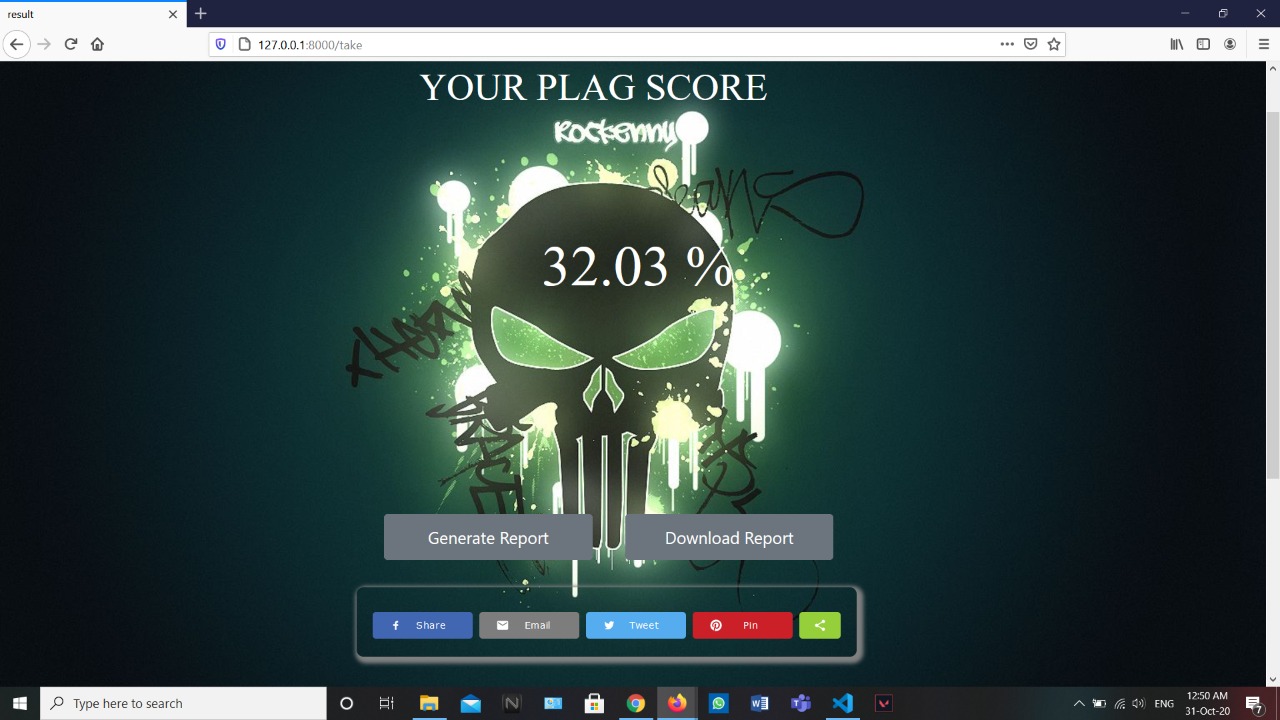 result
127.0.0.1:8000/take
YOUR PLAG SCORE
Rockenny
32.03 %
Generate Report
Download Report
Share
Email
Tweet
Pin
Type here to search
ENG
12:50 AM
31-Oct-20
7